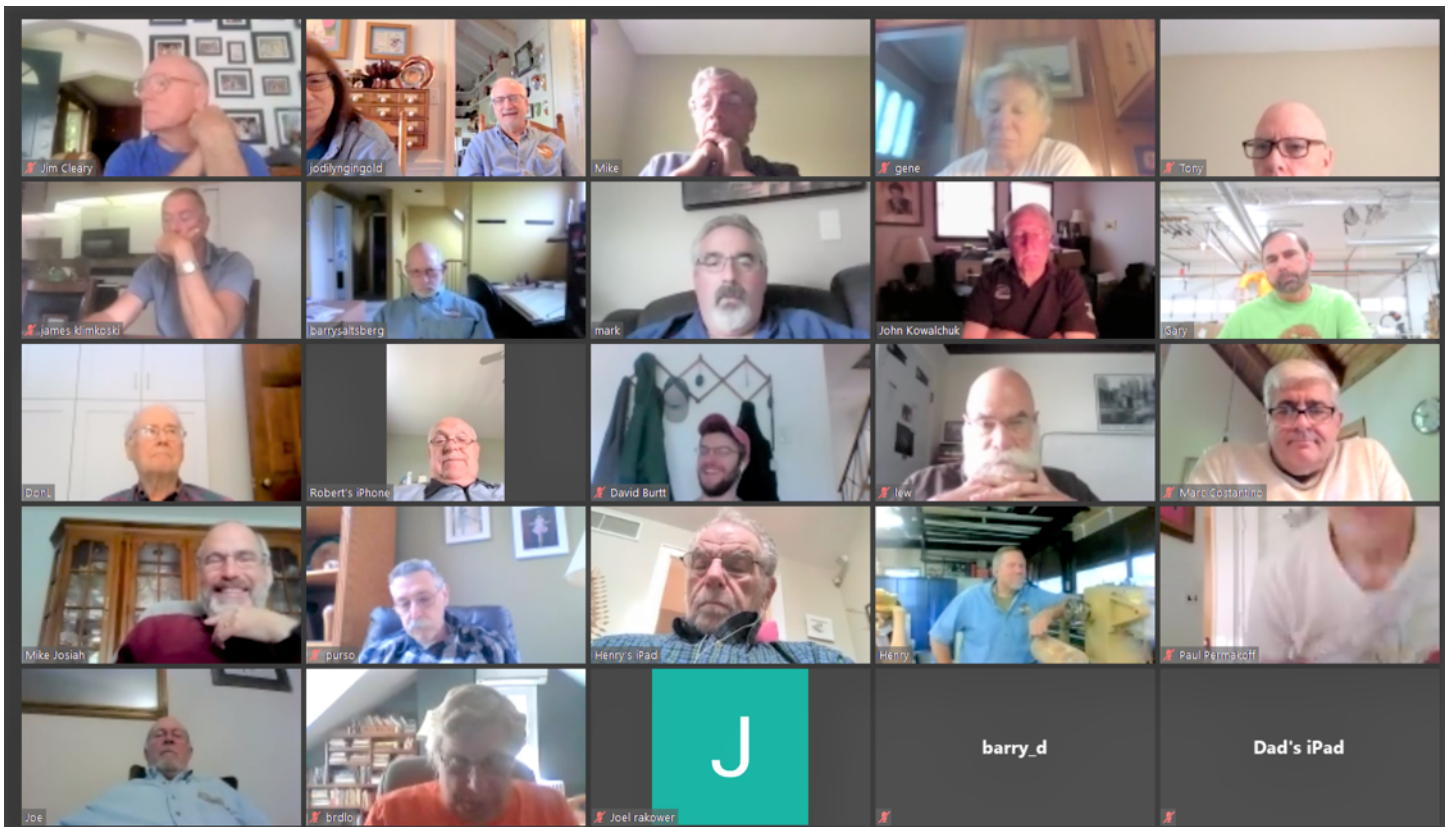 Jim Cleary
jodilyngingold
Mike
gene
Tony
james klimkoski
barrysaltsberg
mark
John Kowalchuk
Gary
DonL
Robert's iPhone
David Burtt
lew
Marc Costantino
Mike Josiah
purso
Henry's iPad
Henry
Paul Permakoff
Joe
brdlo
J
Joel rakower
barry_d
Dad's iPad